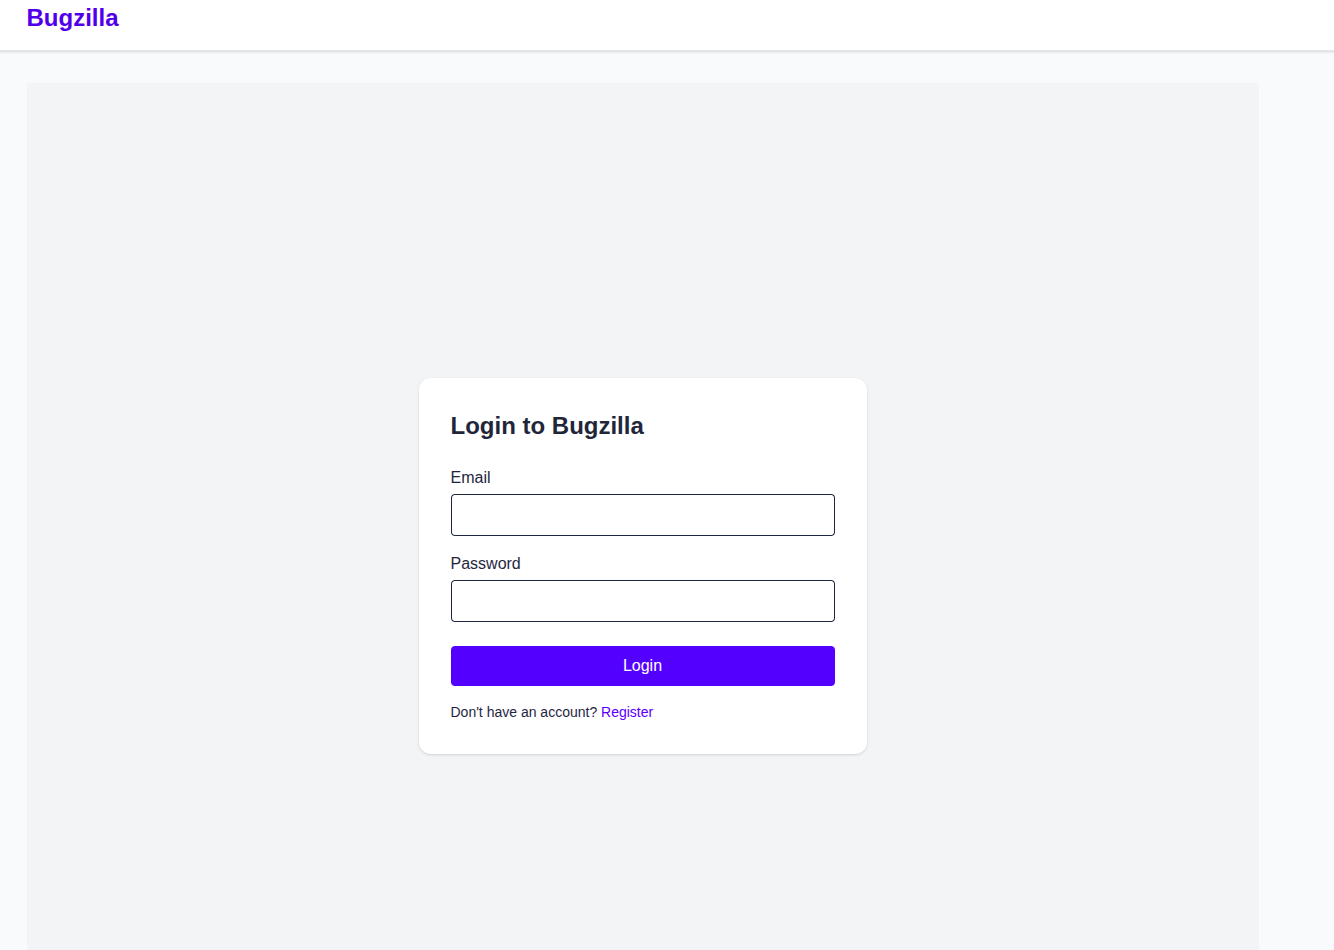 Bugzilla
Login to Bugzilla
Email
Password
Login
Don't have an account? Register